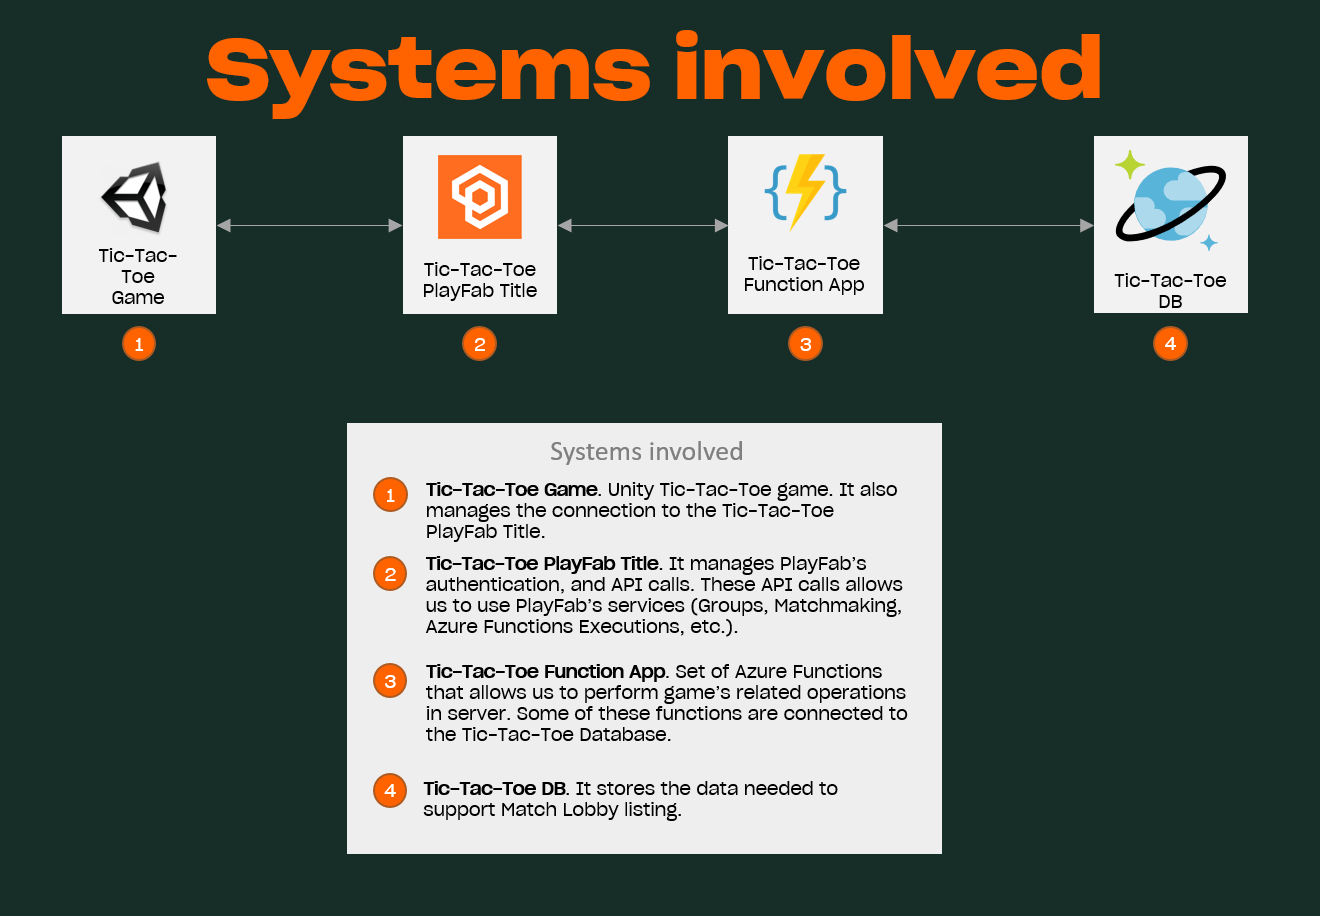 Systems involved
Tic-Tac-
Toe
Game
Tic-Tac-Toe
PlayFab Title
Tic-Tac-Toe
Function App
Tic-Tac-Toe
DB
1
2
3
4
Systems involved
1
Tic-Tac-Toe Game. Unity Tic-Tac-Toe game. It also
manages the connection to the Tic-Tac-Toe
PlayFab Title.
2
Tic-Tac-Toe PlayFab Title. It manages PlayFab's
authentication, and API calls. These API calls allows
us to use PlayFab's services (Groups, Matchmaking,
Azure Functions Executions, etc.).
3
Tic-Tac-Toe Function App. Set of Azure Functions
that allows us to perform game's related operations
in server. Some of these functions are connected to
the Tic-Tac-Toe Database.
4
Tic-Tac-Toe DB. It stores the data needed to
support Match Lobby listing.